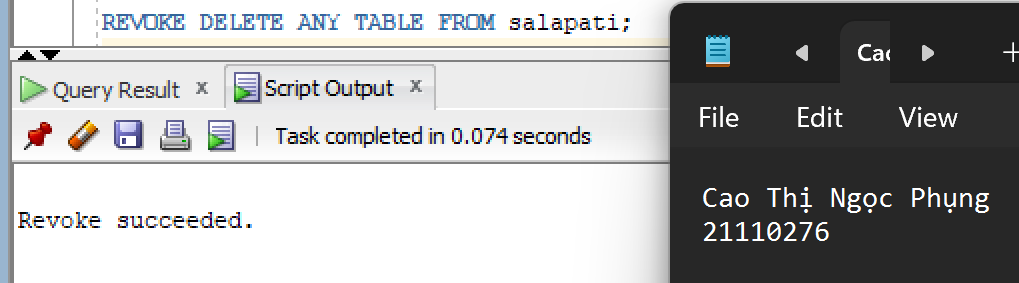 REVOKE DELETE ANY TABLE FROM salapati;
Query Result x
Script Output x
Task completed in 0.074 seconds
Revoke succeeded.
File Edit View
Cao Thị Ngọc Phụng
21110276